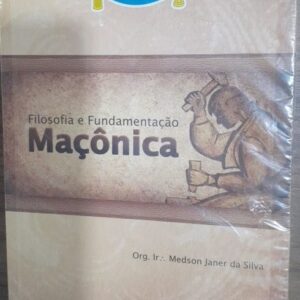 Filosofia e Fundamentação
Maçônica
Org. Ir∴ Medson Janer da Silva